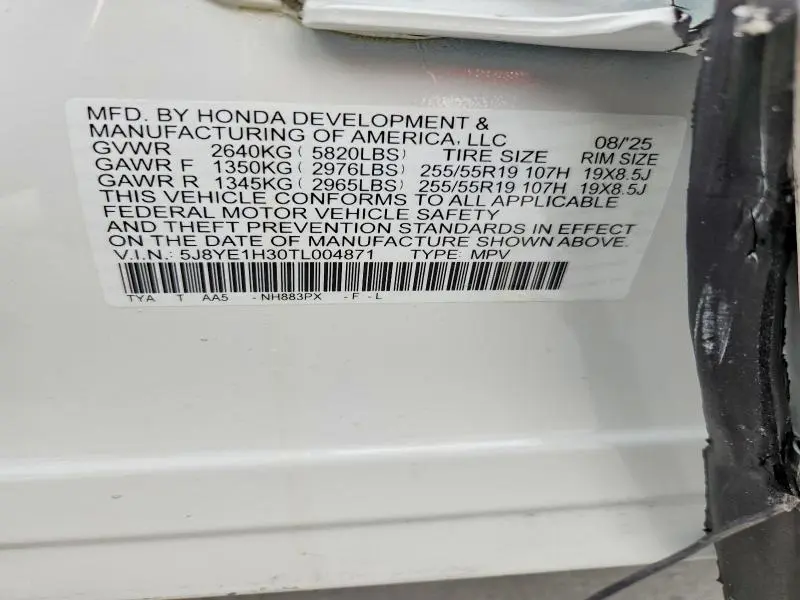 MFD. BY HONDA DEVELOPMENT &
MANUFACTURING OF AMERICA, LLC 08/'25
GVWR 2640KG ( 5820LBS) TIRE SIZE RIM SIZE
GAWR F 1350KG ( 2976LBS) 255/55R19 107H 19X8.5J
GAWR R 1345KG ( 2965LBS) 255/55R19 107H 19X8.5J
THIS VEHICLE CONFORMS TO ALL APPLICABLE
FEDERAL MOTOR VEHICLE SAFETY
AND THEFT PREVENTION STANDARDS IN EFFECT
ON THE DATE OF MANUFACTURE SHOWN ABOVE.
V.I.N.: 5J8YE1H30TL004871 TYPE: MPV
TYA T AA5 - NH883PX - F - L